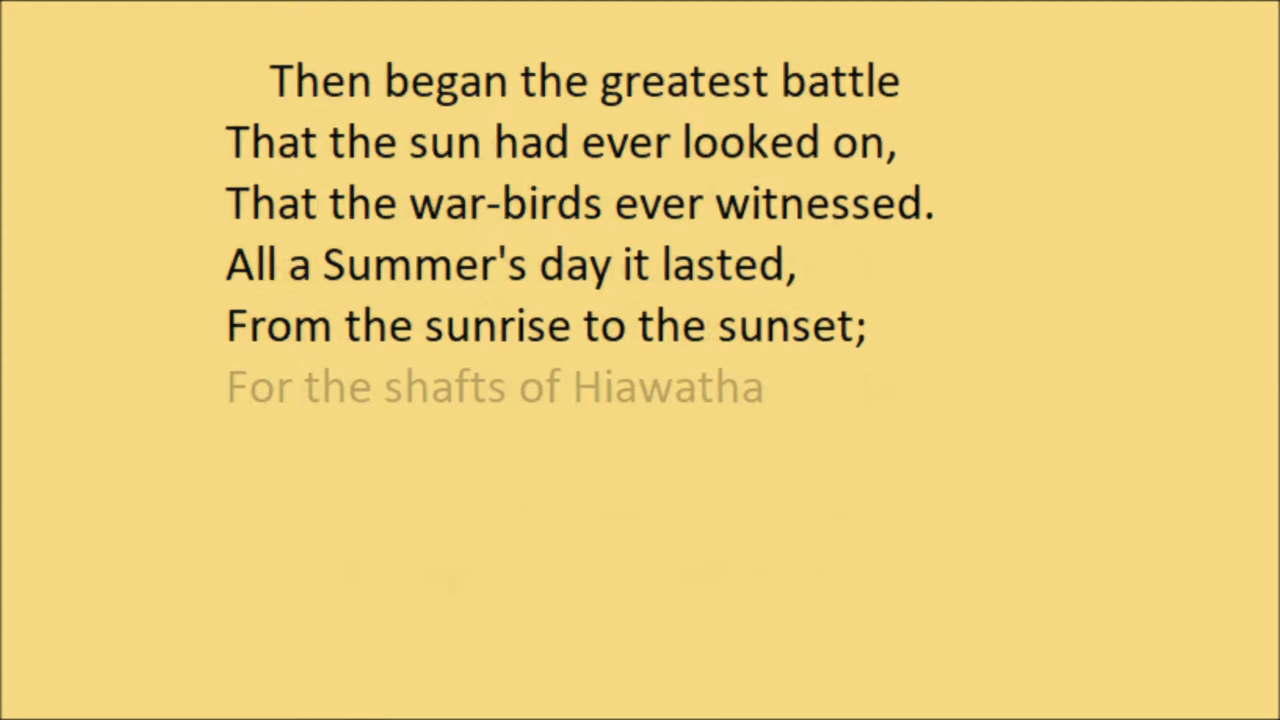 Then began the greatest battle
That the sun had ever looked on,
That the war-birds ever witnessed.
All a Summer's day it lasted,
From the sunrise to the sunset;
For the shafts of Hiawatha